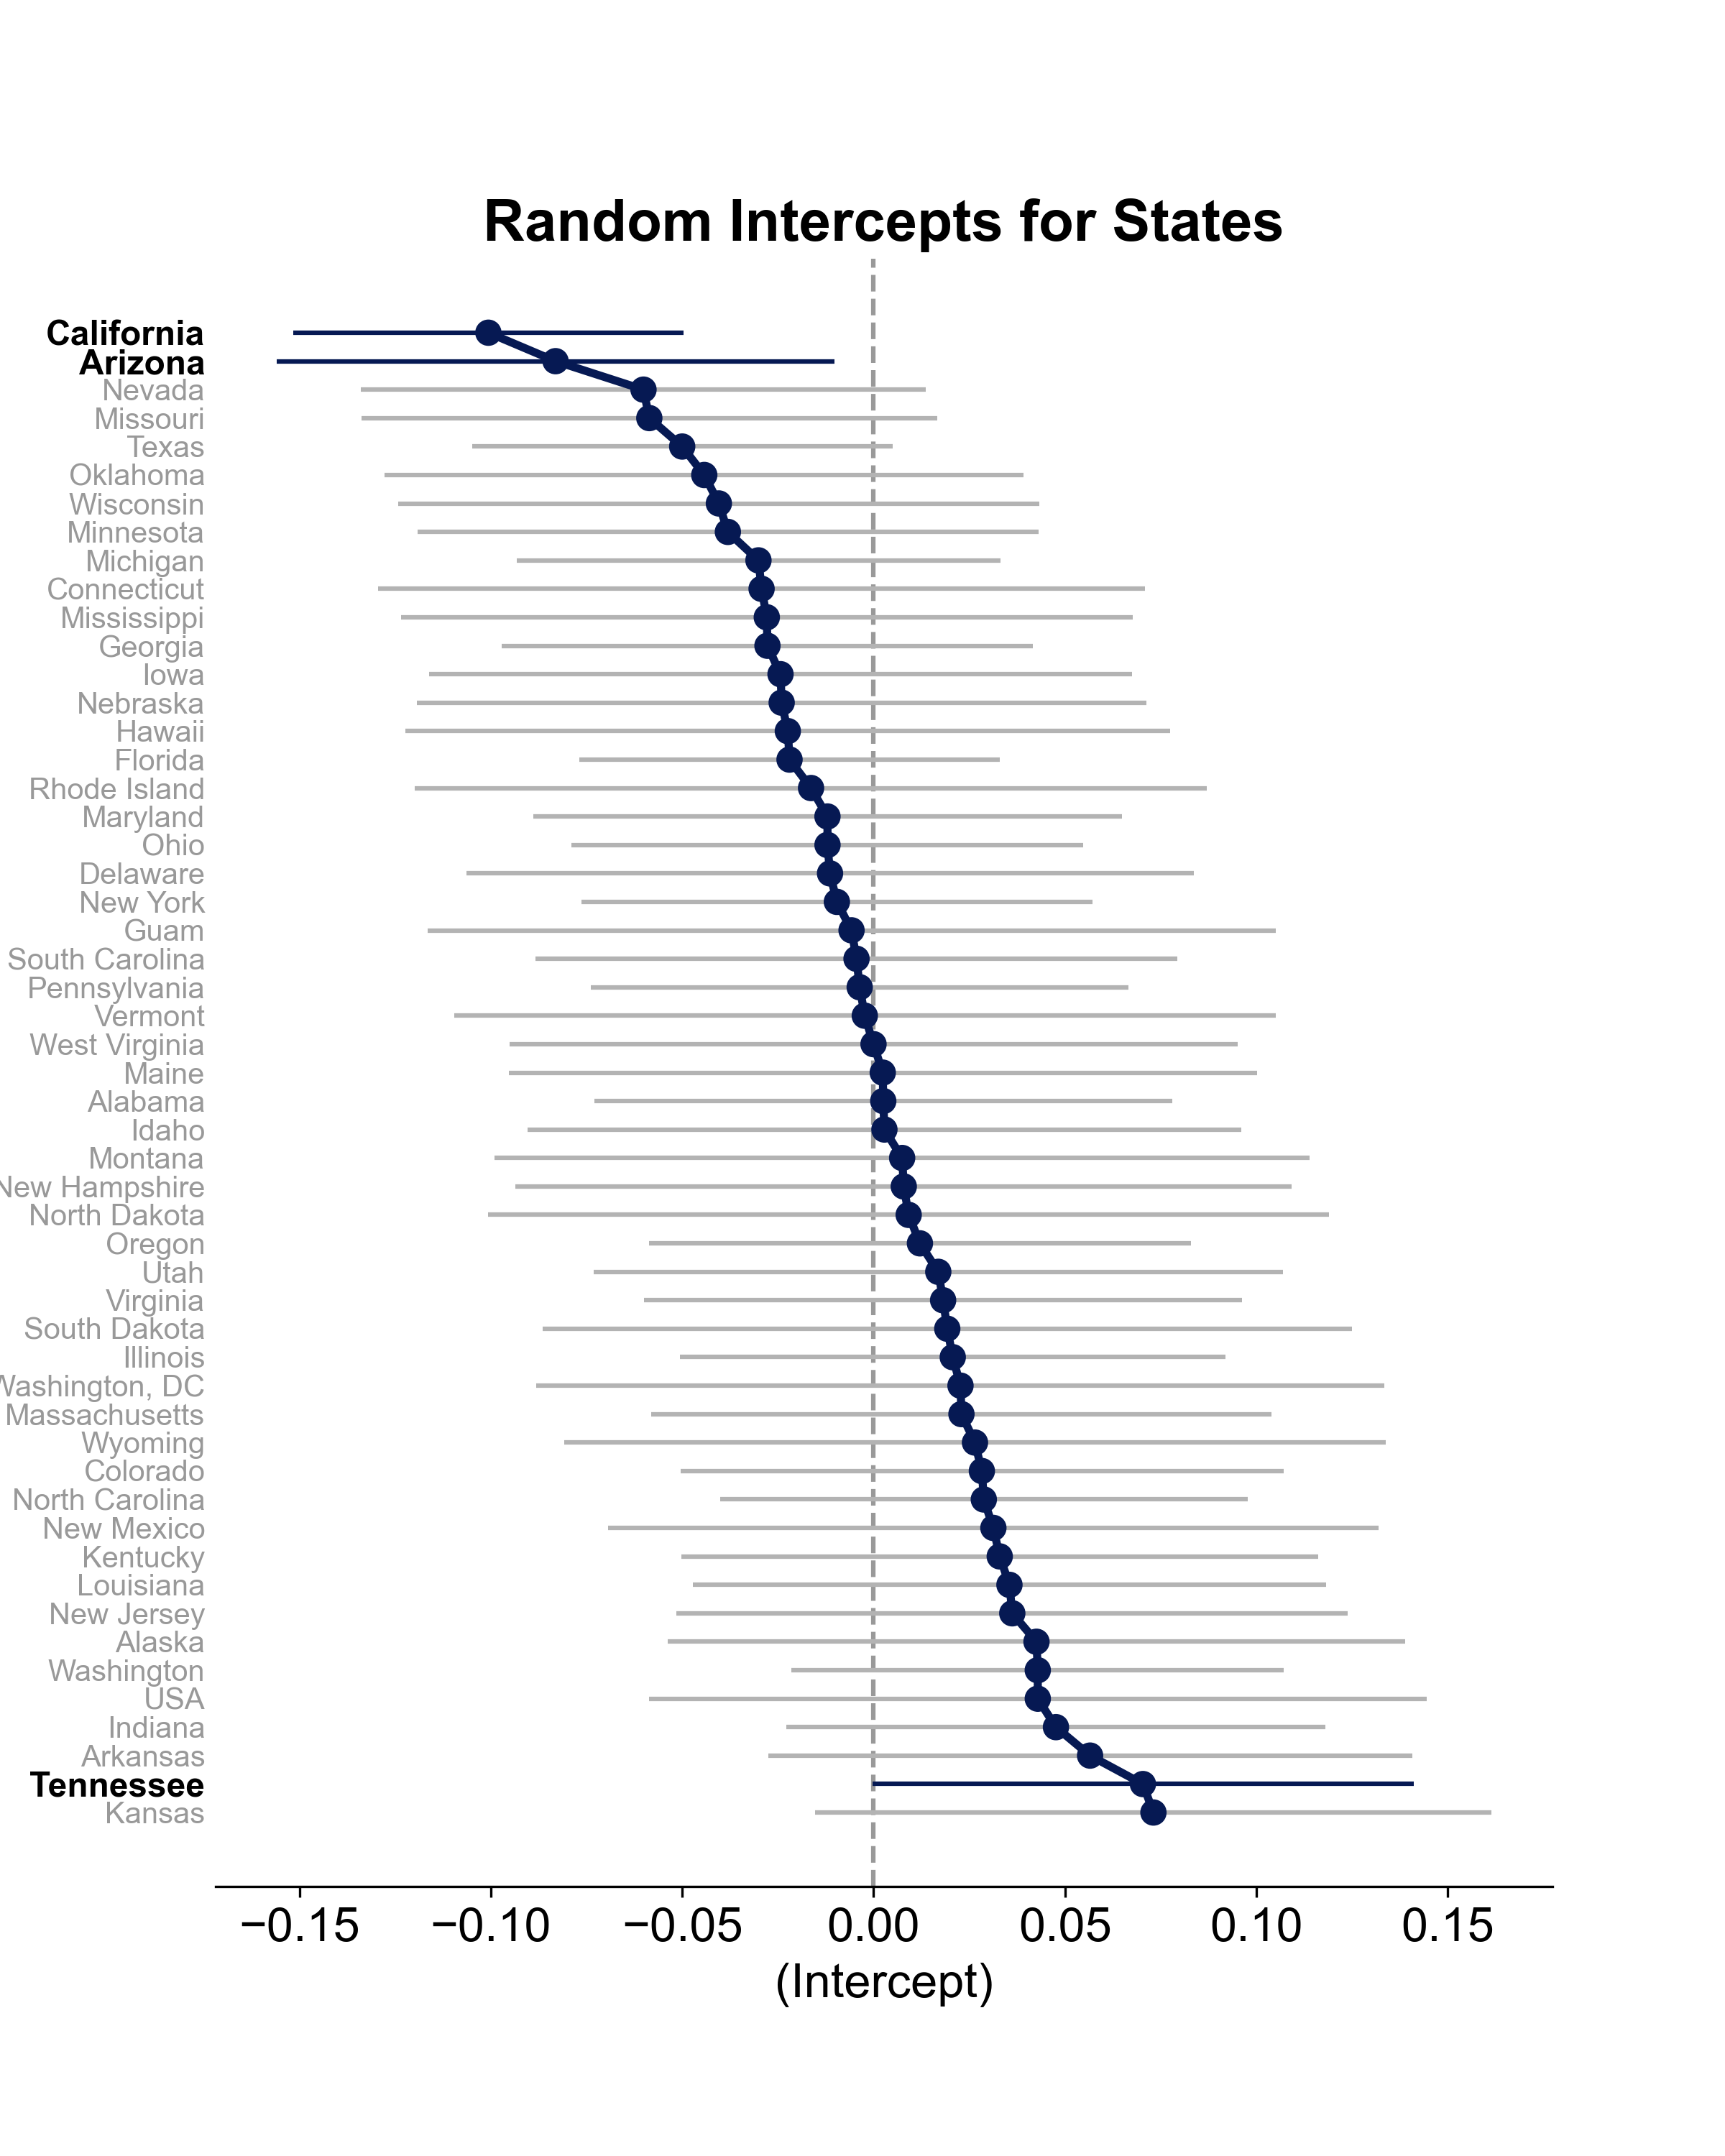 Random Intercepts for States
California
Arizona
Nevada
Missouri
Texas
Oklahoma
Wisconsin
Minnesota
Michigan
Connecticut
Mississippi
Georgia
Iowa
Nebraska
Hawaii
Florida
Rhode Island
Maryland
Ohio
Delaware
New York
Guam
South Carolina
Pennsylvania
Vermont
West Virginia
Maine
Alabama
Idaho
Montana
New Hampshire
North Dakota
Oregon
Utah
Virginia
South Dakota
Illinois
Washington, DC
Massachusetts
Wyoming
Colorado
North Carolina
New Mexico
Kentucky
Louisiana
New Jersey
Alaska
Washington
USA
Indiana
Arkansas
Tennessee
Kansas
−0.15 −0.10 −0.05 0.00 0.05 0.10 0.15
(Intercept)